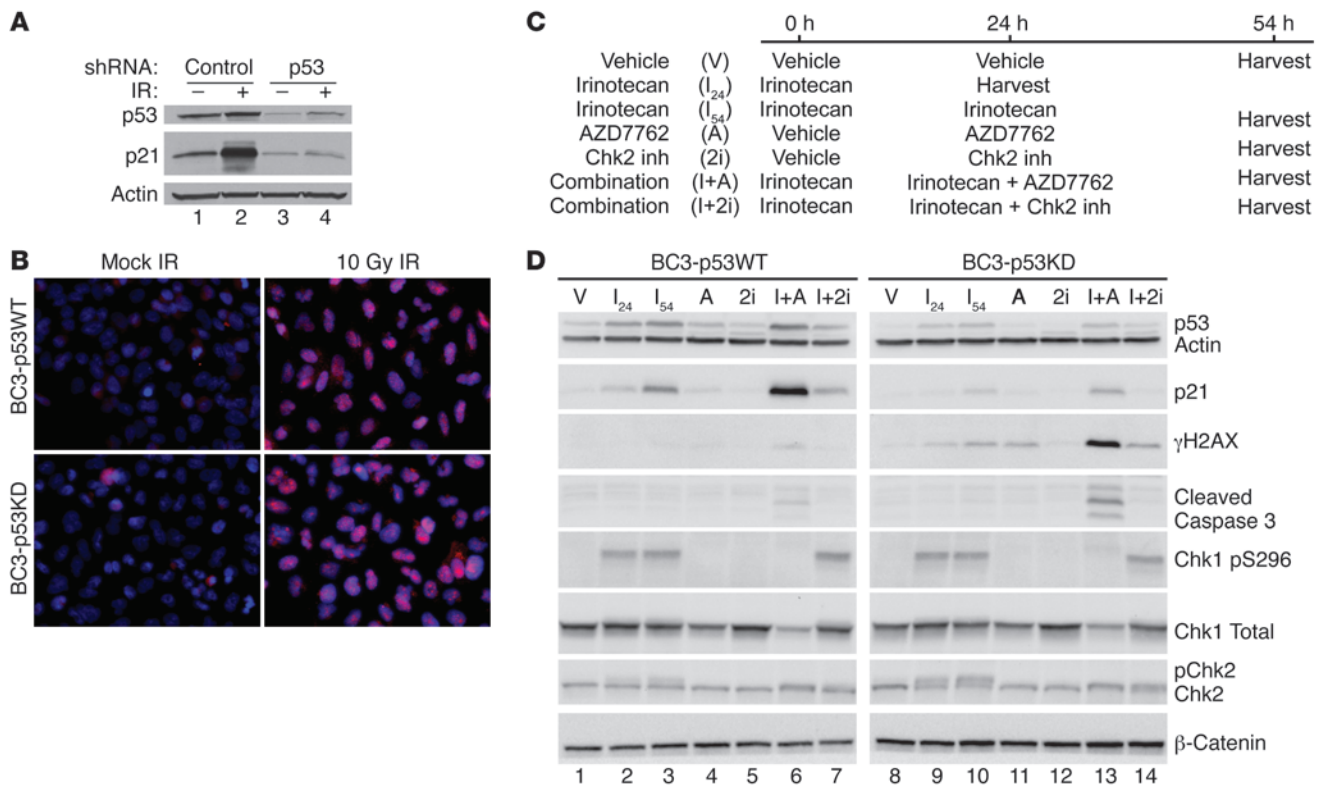 A
shRNA: Control p53
IR: – + – +
p53
p21
Actin
1 2 3 4
B
Mock IR 10 Gy IR
BC3-p53WT
BC3-p53KD
C
0 h 24 h 54 h
Vehicle (V) Vehicle Vehicle Harvest
Irinotecan (I24) Irinotecan Harvest
Irinotecan (I54) Irinotecan Irinotecan Harvest
AZD7762 (A) Vehicle AZD7762 Harvest
Chk2 inh (2i) Vehicle Chk2 inh Harvest
Combination (I+A) Irinotecan Irinotecan + AZD7762 Harvest
Combination (I+2i) Irinotecan Irinotecan + Chk2 inh Harvest
D
BC3-p53WT BC3-p53KD
V I24 I54 A 2i I+A I+2i V I24 I54 A 2i I+A I+2i
p53
Actin
p21
γH2AX
Cleaved
Caspase 3
Chk1 pS296
Chk1 Total
pChk2
Chk2
β-Catenin
1 2 3 4 5 6 7 8 9 10 11 12 13 14